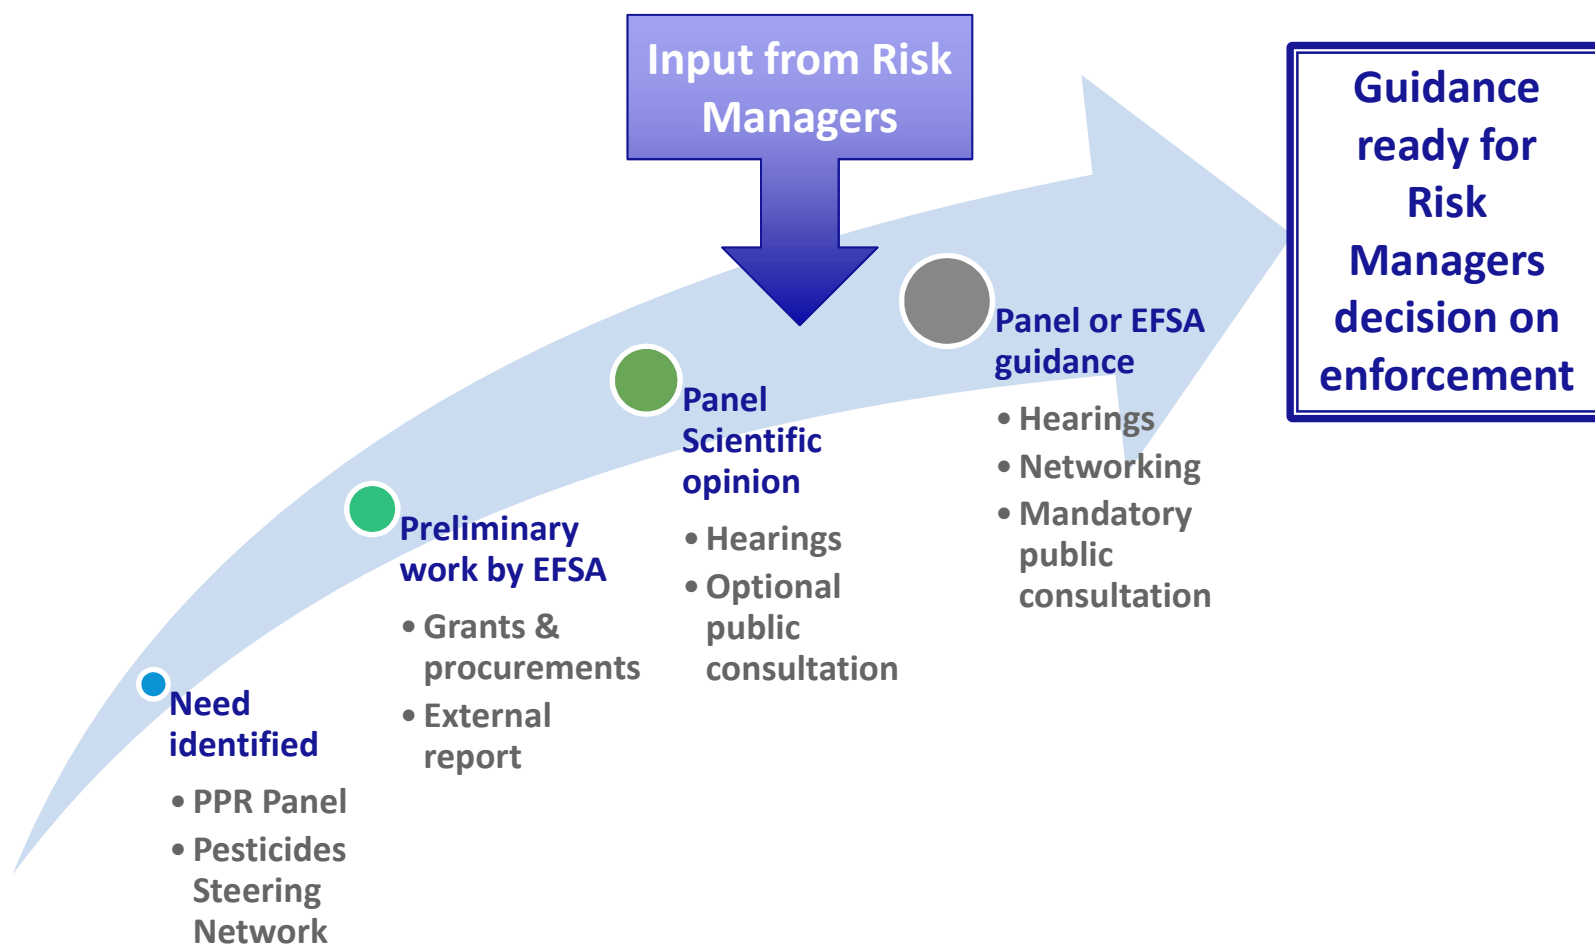 Input from Risk
Managers
Guidance
ready for
Risk
Managers
decision on
enforcement
Need
identified
• PPR Panel
• Pesticides
Steering
Network
Preliminary
work by EFSA
• Grants &
procurements
• External
report
Panel
Scientific
opinion
• Hearings
• Optional
public
consultation
Panel or EFSA
guidance
• Hearings
• Networking
• Mandatory
public
consultation